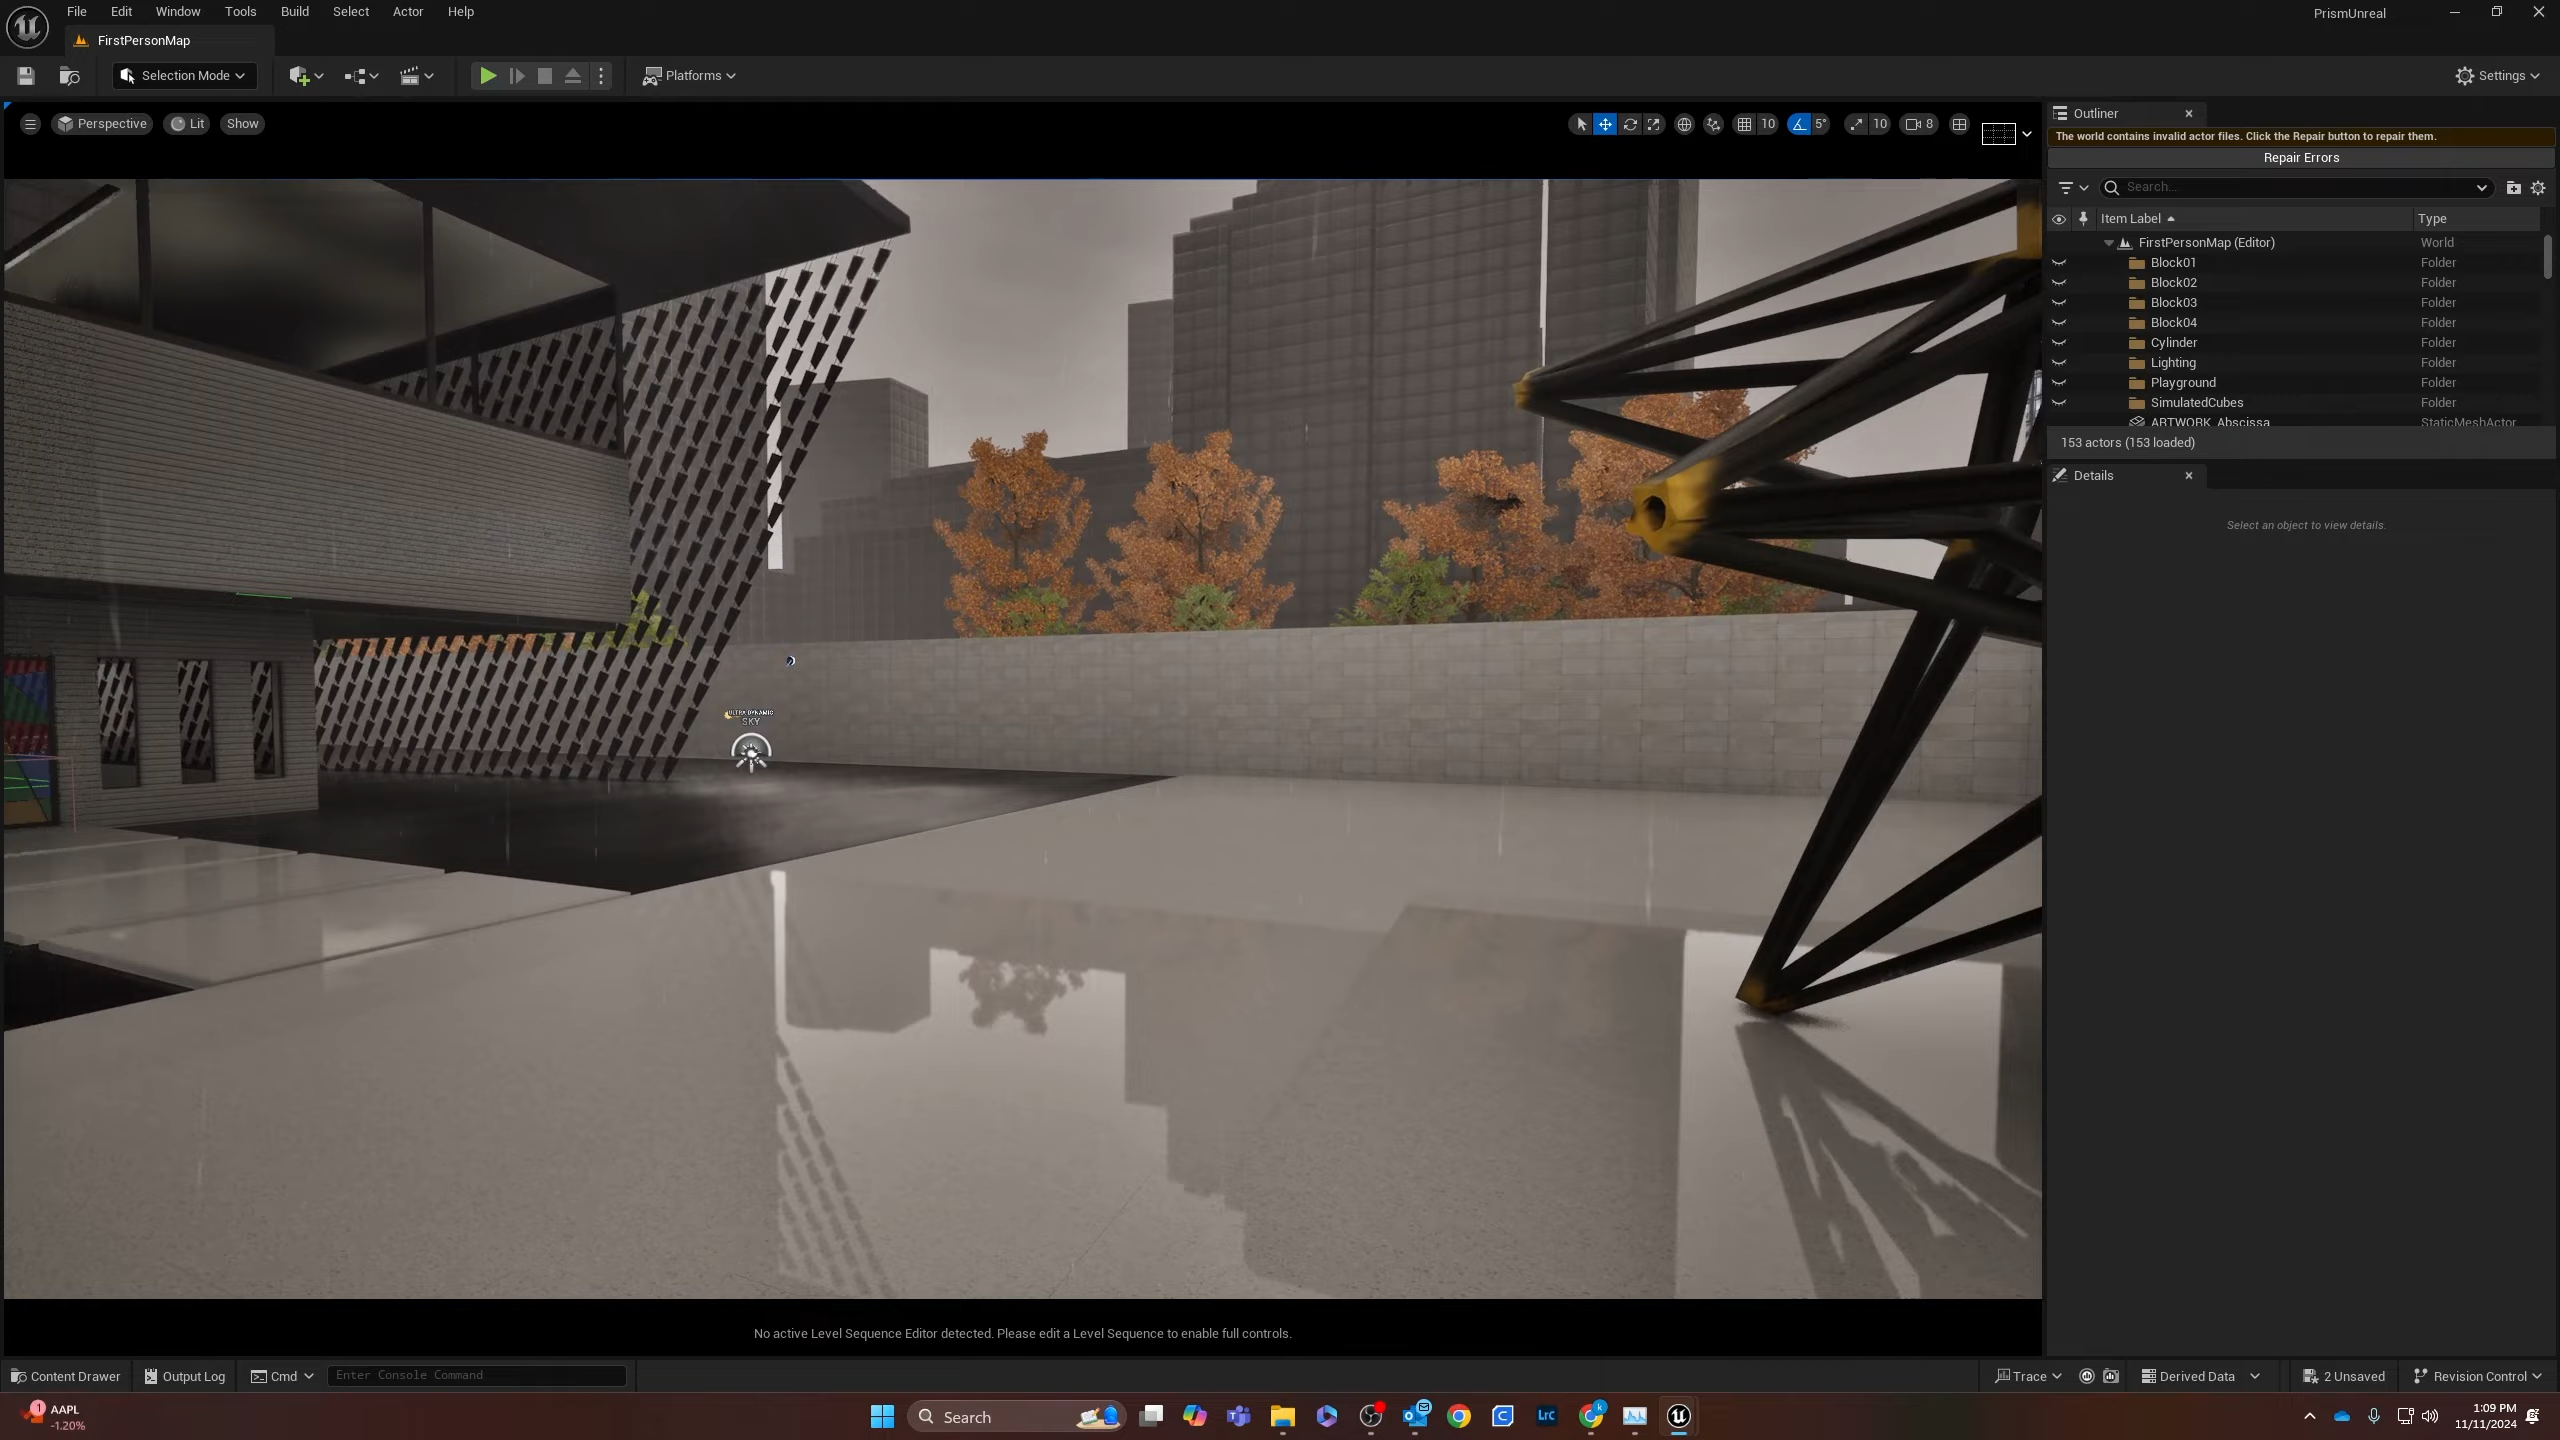 File Edit Window Tools Build Select Actor Help
PrismUnreal
FirstPersonMap
Selection Mode
Platforms
Settings
Perspective Lit Show
10 5° 10 8
Outliner
The world contains invalid actor files. Click the Repair button to repair them.
Repair Errors
Search...
Item Label Type
FirstPersonMap (Editor) World
Block01 Folder
Block02 Folder
Block03 Folder
Block04 Folder
Cylinder Folder
Lighting Folder
Playground Folder
SimulatedCubes Folder
ARTWORK_Abscissa StaticMeshActor
153 actors (153 loaded)
Details
Select an object to view details.
ULTRA DYNAMIC
SKY
No active Level Sequence Editor detected. Please edit a Level Sequence to enable full controls.
Content Drawer Output Log Cmd Enter Console Command
Trace Derived Data 2 Unsaved Revision Control
1
AAPL
-1.20%
Search
LrC
k
1:09 PM
11/11/2024